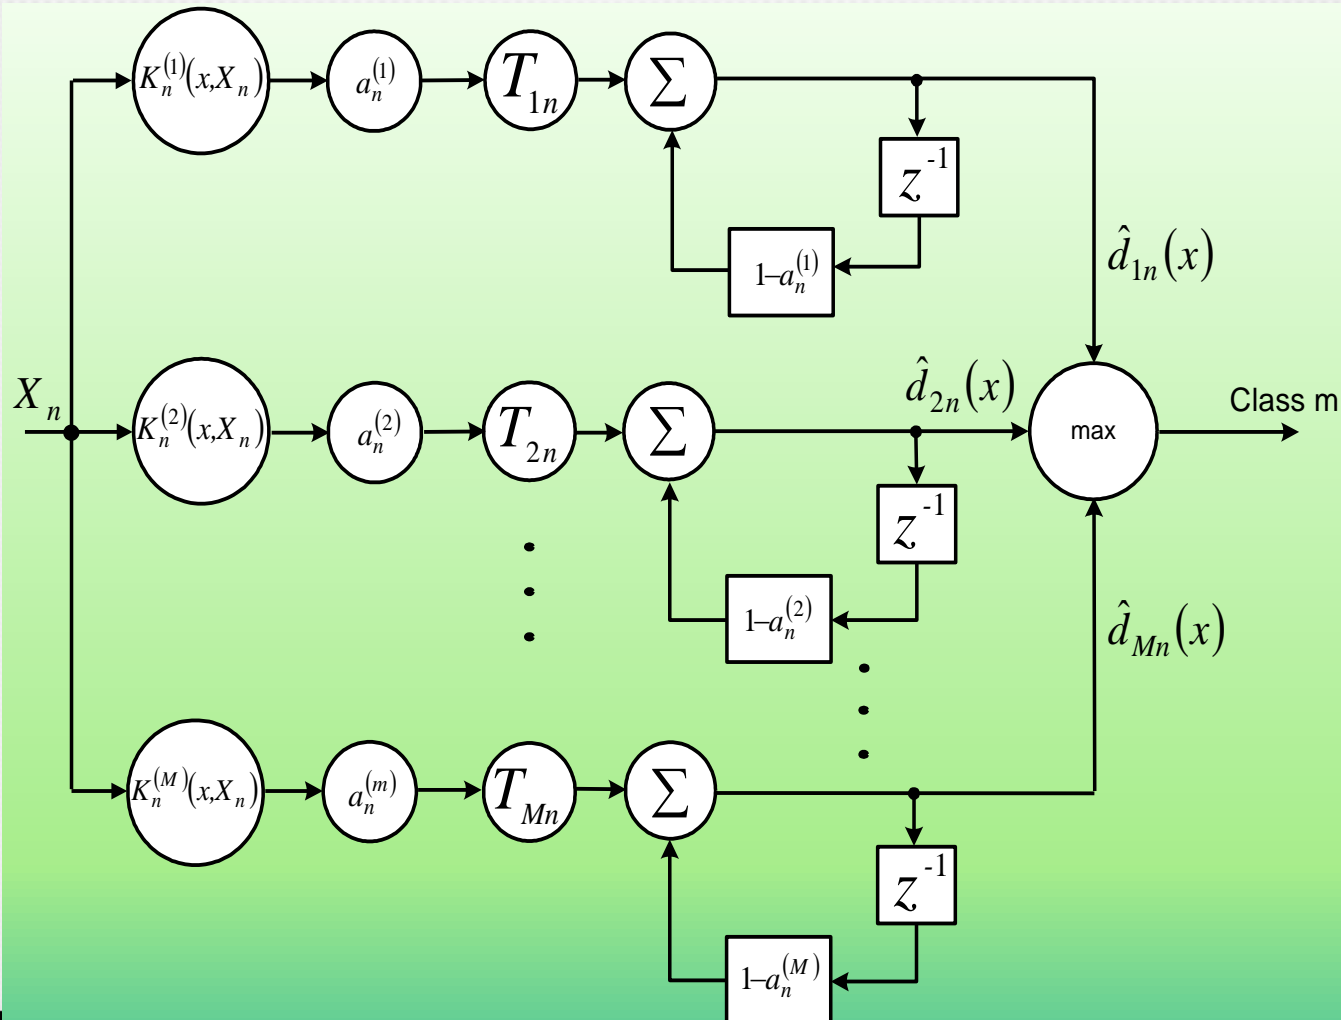 K_n^(1)(x,X_n) a_n^(1) T_1n Σ
z^-1
1–a_n^(1)
d̂_1n(x)
X_n K_n^(2)(x,X_n) a_n^(2) T_2n Σ d̂_2n(x) max Class m
z^-1
1–a_n^(2)
d̂_Mn(x)
K_n^(M)(x,X_n) a_n^(m) T_Mn Σ
z^-1
1–a_n^(M)